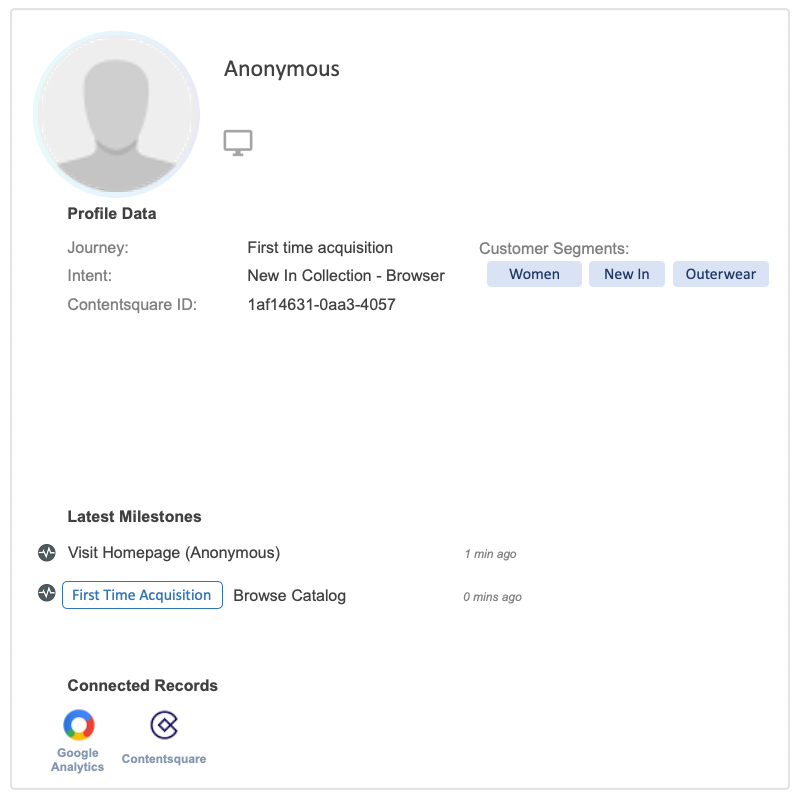 Anonymous
Profile Data
Journey: First time acquisition
Customer Segments:
Intent: New In Collection - Browser
Women New In Outerwear
Contentsquare ID: 1af14631-0aa3-4057
Latest Milestones
Visit Homepage (Anonymous) 1 min ago
First Time Acquisition Browse Catalog 0 mins ago
Connected Records
Google
Analytics
Contentsquare